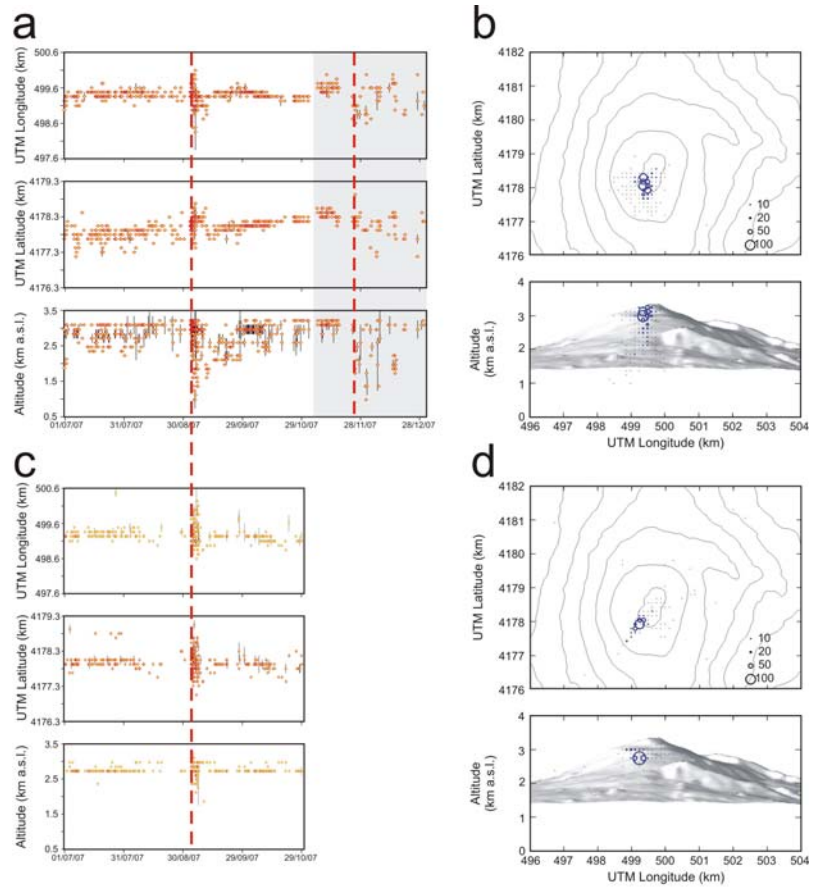 a
UTM Longitude (km)
500.6
499.6
498.6
497.6
UTM Latitude (km)
4179.3
4178.3
4177.3
4176.3
Altitude (km a.s.l.)
3.5
2.5
1.5
0.5
01/07/07 31/07/07 30/08/07 29/09/07 29/10/07 28/11/07 28/12/07
b
UTM Latitude (km)
4182
4181
4180
4179
4178
4177
4176
10
20
50
100
Altitude
(km a.s.l.)
4
3
2
1
0
496 497 498 499 500 501 502 503 504
UTM Longitude (km)
c
UTM Longitude (km)
500.6
499.6
498.6
497.6
UTM Latitude (km)
4179.3
4178.3
4177.3
4176.3
Altitude (km a.s.l.)
3.5
2.5
1.5
0.5
01/07/07 31/07/07 30/08/07 29/09/07 29/10/07
d
UTM Latitude (km)
4182
4181
4180
4179
4178
4177
4176
10
20
50
100
Altitude
(km a.s.l.)
4
3
2
1
0
496 497 498 499 500 501 502 503 504
UTM Longitude (km)